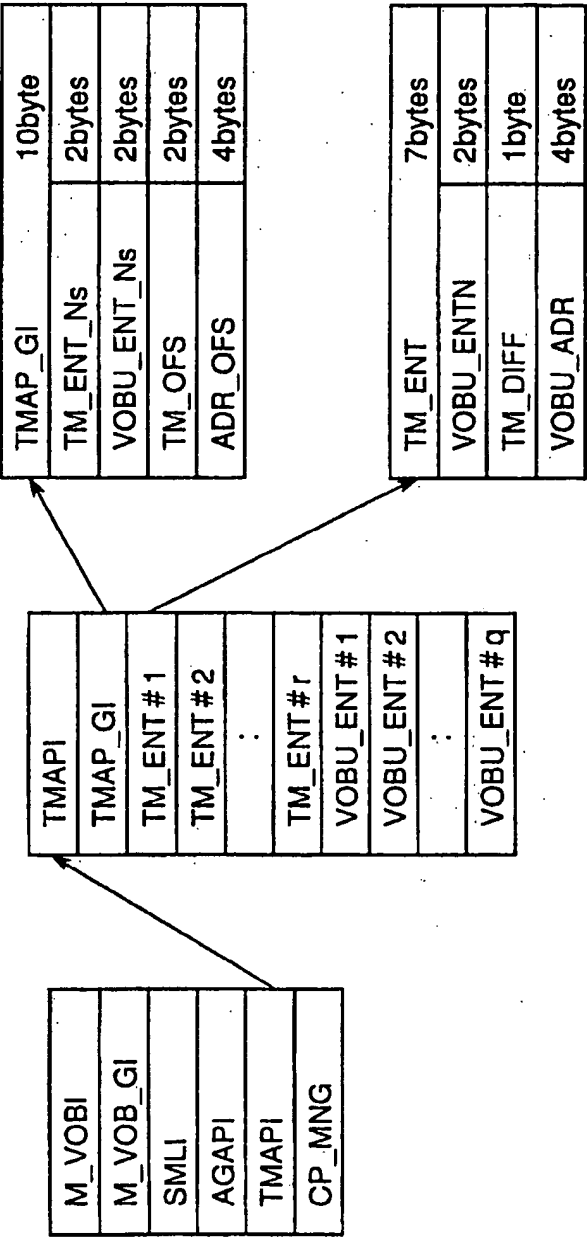 M_VOBI
M_VOB_GI
SMLI
AGAPI
TMAPI
CP_MNG
TMAPI
TMAP_GI
TM_ENT#1
TM_ENT#2
:
TM_ENT#r
VOBU_ENT#1
VOBU_ENT#2
:
VOBU_ENT#q
TMAP_GI 10byte
TM_ENT_Ns 2bytes
VOBU_ENT_Ns 2bytes
TM_OFS 2bytes
ADR_OFS 4bytes
TM_ENT 7bytes
VOBU_ENTN 2bytes
TM_DIFF 1byte
VOBU_ADR 4bytes